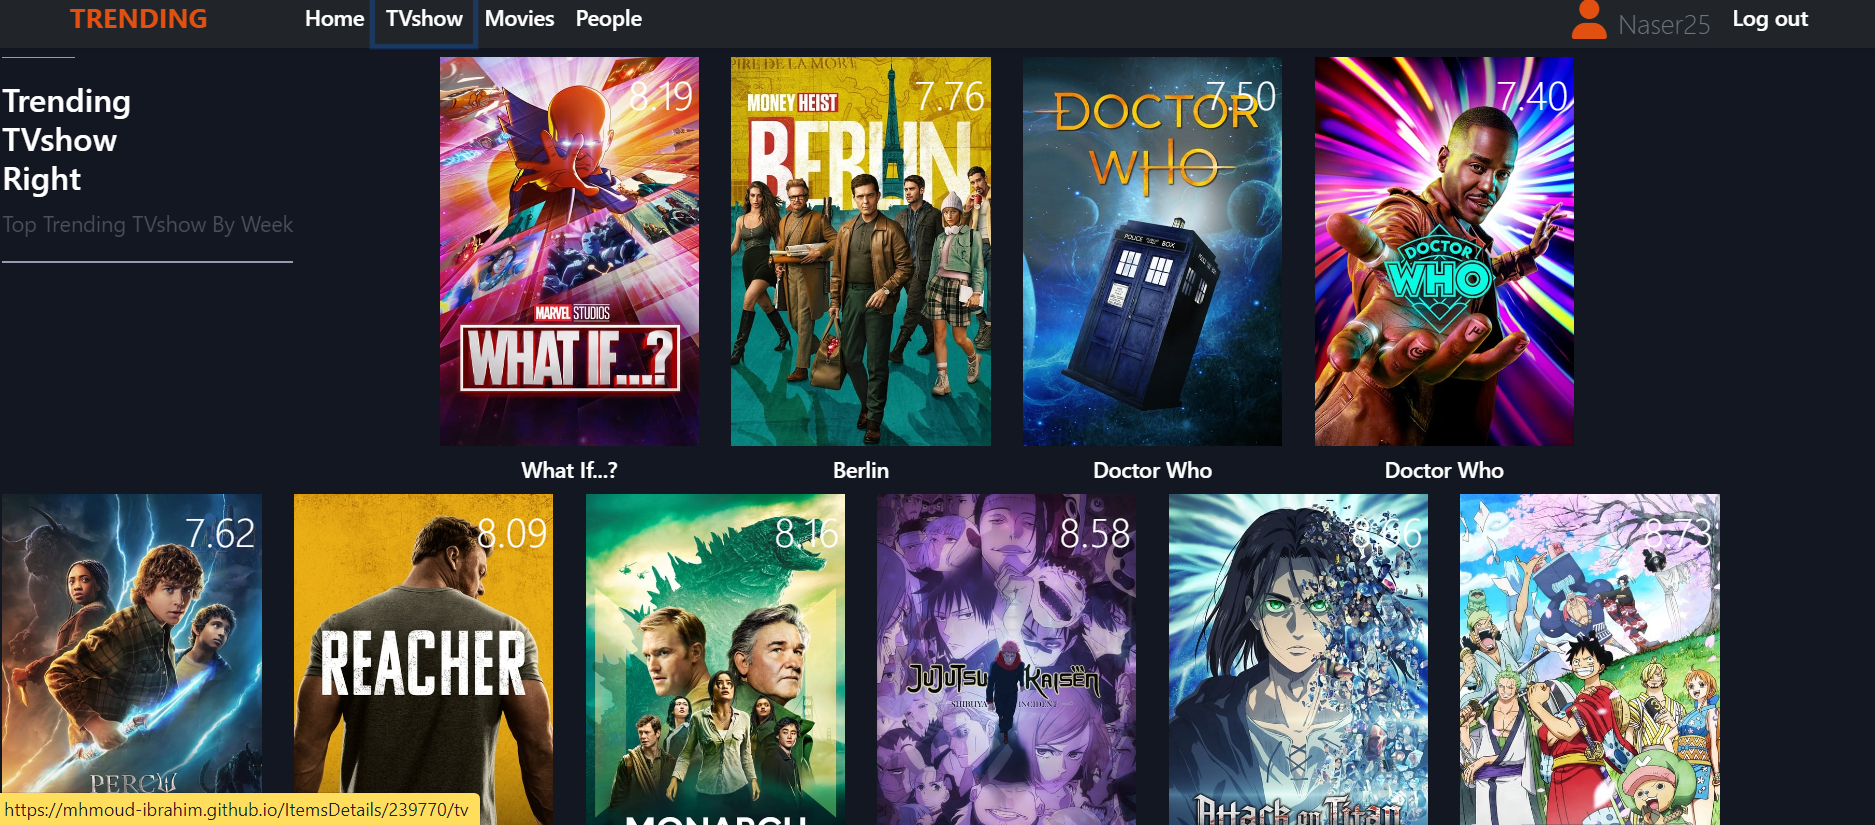 TRENDING
Home
TVshow
Movies
People
Naser25
Log out
Trending
TVshow
Right
Top Trending TVshow By Week
8.19
MARVEL STUDIOS
WHAT IF...?
What If...?
7.76
MONEY HEIST
BERLIN
Berlin
7.50
DOCTOR
WHO
POLICE BOX
Doctor Who
7.40
DOCTOR
WHO
Doctor Who
7.62
PERCY
8.09
REACHER
8.16
MONARCH
8.58
JUJUTSU KAISEN
SHIBUYA INCIDENT
Attack on Titan
8.73
https://mhmoud-ibrahim.github.io/ItemsDetails/239770/tv